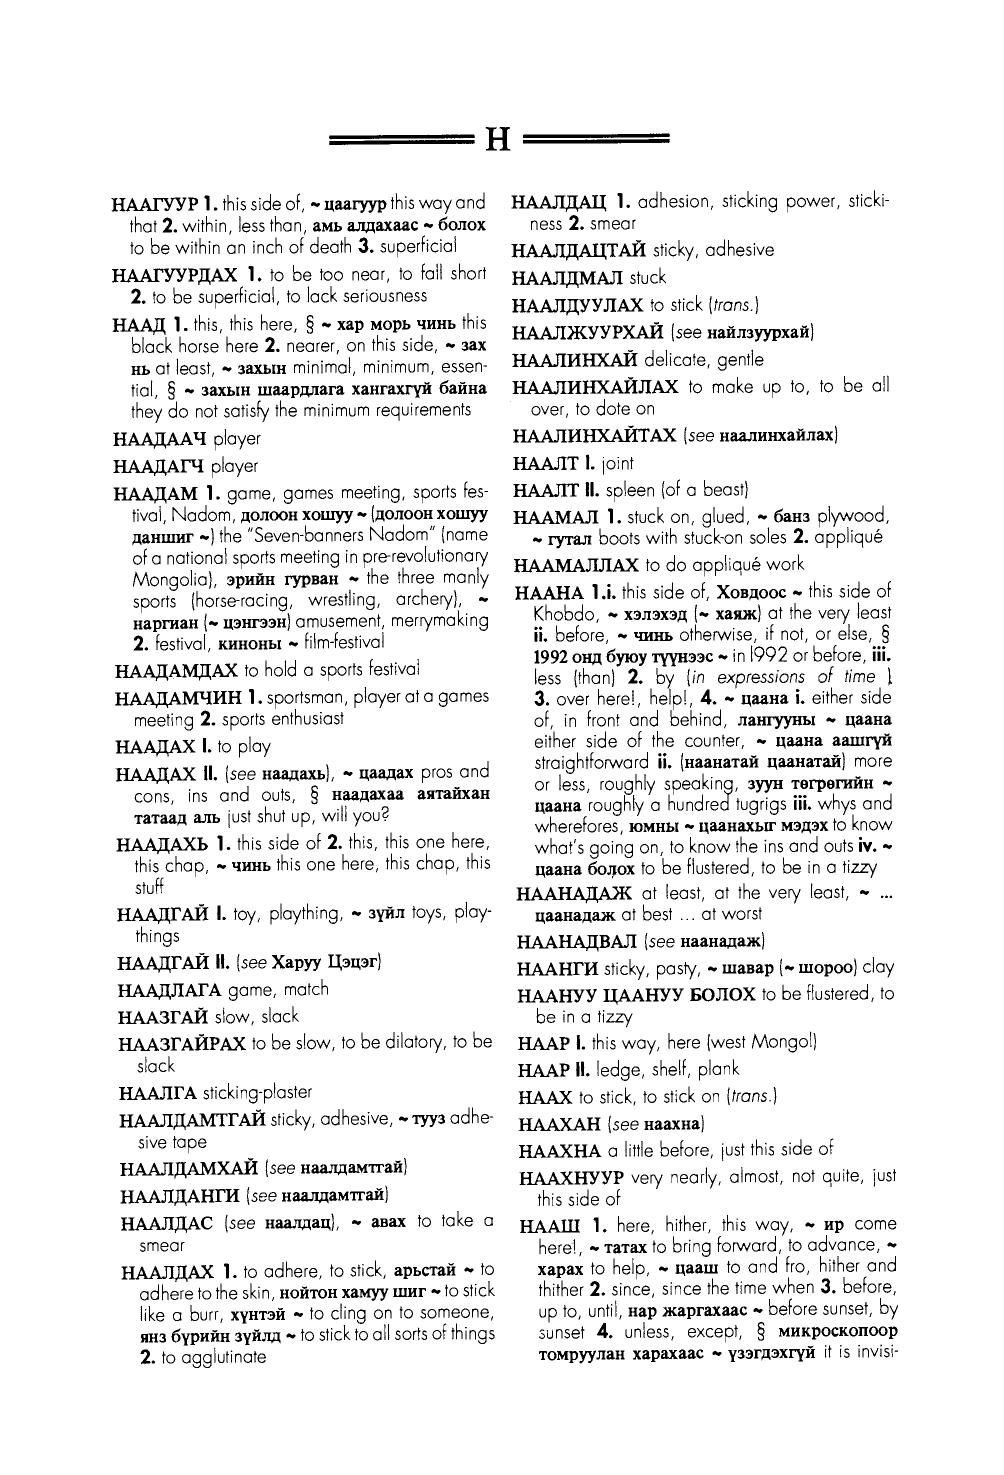 Н
НААГУУР 1. this side of, ~ цаагуур this way and
that 2. within, less than, амь алдахаас ~ болох
to be within an inch of death 3. superficial
НААГУУРДАХ 1. to be too near, to fall short
2. to be superficial, to lack seriousness
НААД 1. this, this here, § ~ хар морь чинь this
black horse here 2. nearer, on this side, ~ зах
нь at least, ~ захын minimal, minimum, essen-
tial, § ~ захын шаардлага хангахгүй байна
they do not satisfy the minimum requirements
НААДААЧ player
НААДАГЧ player
НААДАМ 1. game, games meeting, sports fes-
tival, Nadom, долоон хошуу ~ (долоон хошуу
даншиг ~) the "Seven-banners Nadom" (name
of a national sports meeting in pre-revolutionary
Mongolia), эрийн гурван ~ the three manly
sports (horse-racing, wrestling, archery), ~
наргиан (~ цэнгээн) amusement, merrymaking
2. festival, киноны ~ film-festival
НААДАМДАХ to hold a sports festival
НААДАМЧИН 1. sportsman, player at a games
meeting 2. sports enthusiast
НААДАХ I. to play
НААДАХ II. (see наадахь), ~ цаадах pros and
cons, ins and outs, § наадахаа аятайхан
татаад аль just shut up, will you?
НААДАХЬ 1. this side of 2. this, this one here,
this chap, ~ чинь this one here, this chap, this
stuff
НААДГАЙ I. toy, plaything, ~ зүйл toys, play-
things
НААДГАЙ II. (see Харуу Цэцэг)
НААДЛАГА game, match
НААЗГАЙ slow, slack
НААЗГАЙРАХ to be slow, to be dilatory, to be
slack
НААЛГА sticking-plaster
НААЛДАМТГАЙ sticky, adhesive, ~ тууз adhe-
sive tape
НААЛДАМХАЙ (see наалдамтгай)
НААЛДАНГИ (see наалдамтгай)
НААЛДАС (see наалдац), ~ авах to take a
smear
НААЛДАХ 1. to adhere, to stick, арьстай ~ to
adhere to the skin, нойтон хамуу шиг ~ to stick
like a burr, хүнтэй ~ to cling on to someone,
янз бүрийн зүйлд ~ to stick to all sorts of things
2. to agglutinate
НААЛДАЦ 1. adhesion, sticking power, sticki-
ness 2. smear
НААЛДАЦТАЙ sticky, adhesive
НААЛДМАЛ stuck
НААЛДУУЛАХ to stick (trans.)
НААЛЖУУРХАЙ (see найлзуурхай)
НААЛИНХАЙ delicate, gentle
НААЛИНХАЙЛАХ to make up to, to be all
over, to dote on
НААЛИНХАЙТАХ (see наалинхайлах)
НААЛТ I. joint
НААЛТ II. spleen (of a beast)
НААМАЛ 1. stuck on, glued, ~ банз plywood,
~ гутал boots with stuck-on soles 2. appliqué
НААМАЛЛАХ to do appliqué work
НААНА 1.i. this side of, Ховдоос ~ this side of
Khobdo, ~ хэлэхэд (~ хаяж) at the very least
ii. before, ~ чинь otherwise, if not, or else, §
1992 онд буюу түүнээс ~ in 1992 or before, iii.
less (than) 2. by (in expressions of time )
3. over here!, help!, 4. ~ цаана i. either side
of, in front and behind, лангууны ~ цаана
either side of the counter, ~ цаана аашгүй
straightforward ii. (наанатай цаанатай) more
or less, roughly speaking, зуун төгрөгийн ~
цаана roughly a hundred tugrigs iii. whys and
wherefores, юмны ~ цаанахыг мэдэх to know
what's going on, to know the ins and outs iv. ~
цаана болох to be flustered, to be in a tizzy
НААНАДАЖ at least, at the very least, ~ ...
цаанадаж at best ... at worst
НААНАДВАЛ (see наанадаж)
НААНГИ sticky, pasty, ~ шавар (~ шороо) clay
НААНУУ ЦААНУУ БОЛОХ to be flustered, to
be in a tizzy
НААР I. this way, here (west Mongol)
НААР II. ledge, shelf, plank
НААХ to stick, to stick on (trans.)
НААХАН (see наахна)
НААХНА a little before, just this side of
НААХНУУР very nearly, almost, not quite, just
this side of
НААШ 1. here, hither, this way, ~ ир come
here!, ~ татах to bring forward, to advance, ~
харах to help, ~ цааш to and fro, hither and
thither 2. since, since the time when 3. before,
up to, until, нар жаргахаас ~ before sunset, by
sunset 4. unless, except, § микроскопоор
томруулан харахаас ~ үзэгдэхгүй it is invisi-